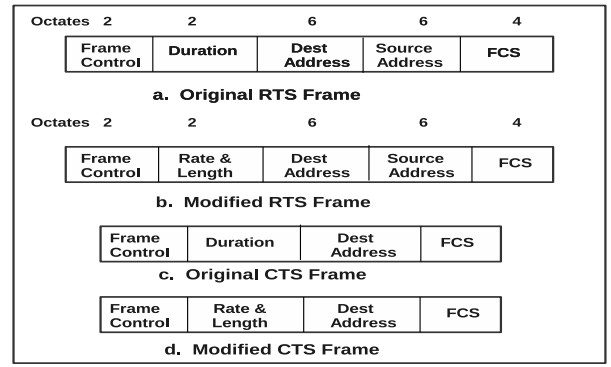 Octates 2 2 6 6 4
Frame Control Duration Dest Address Source Address FCS
a. Original RTS Frame
Octates 2 2 6 6 4
Frame Control Rate & Length Dest Address Source Address FCS
b. Modified RTS Frame
Frame Control Duration Dest Address FCS
c. Original CTS Frame
Frame Control Rate & Length Dest Address FCS
d. Modified CTS Frame